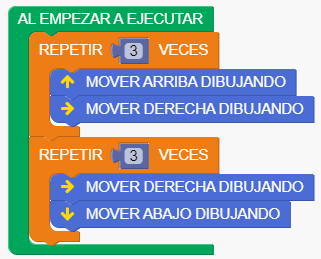 AL EMPEZAR A EJECUTAR
REPETIR 3 VECES
MOVER ARRIBA DIBUJANDO
MOVER DERECHA DIBUJANDO
REPETIR 3 VECES
MOVER DERECHA DIBUJANDO
MOVER ABAJO DIBUJANDO